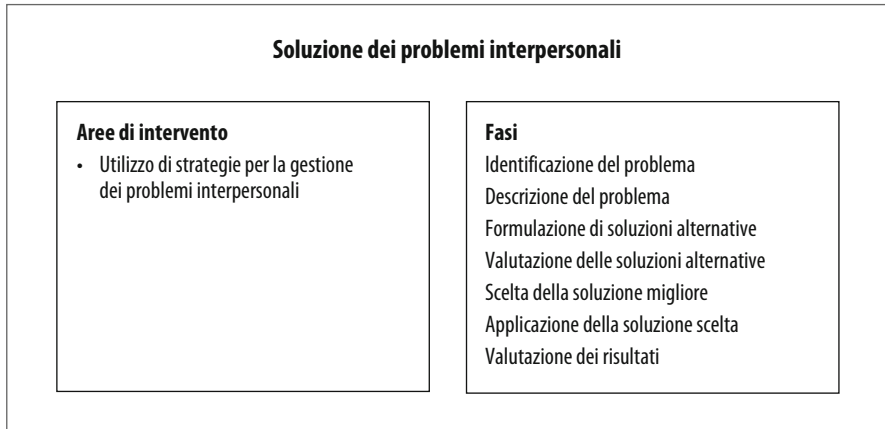 Soluzione dei problemi interpersonali
Aree di intervento
• Utilizzo di strategie per la gestione
dei problemi interpersonali
Fasi
Identificazione del problema
Descrizione del problema
Formulazione di soluzioni alternative
Valutazione delle soluzioni alternative
Scelta della soluzione migliore
Applicazione della soluzione scelta
Valutazione dei risultati